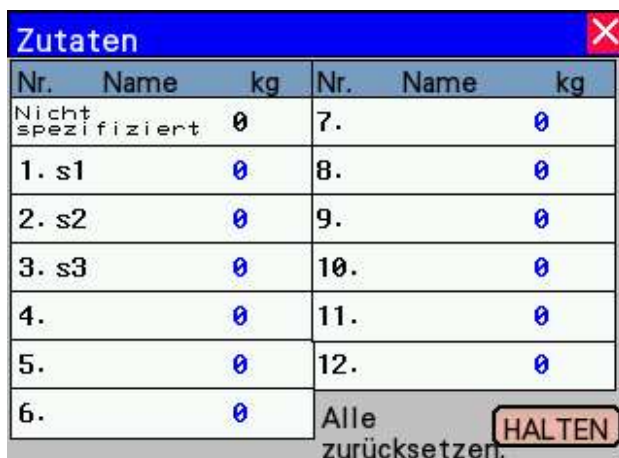 Zutaten
Nr. Name kg Nr. Name kg
Nicht
spezifiziert 0 7. 0
1. s1 0 8. 0
2. s2 0 9. 0
3. s3 0 10. 0
4. 0 11. 0
5. 0 12. 0
6. 0
Alle
zurücksetzen.
HALTEN